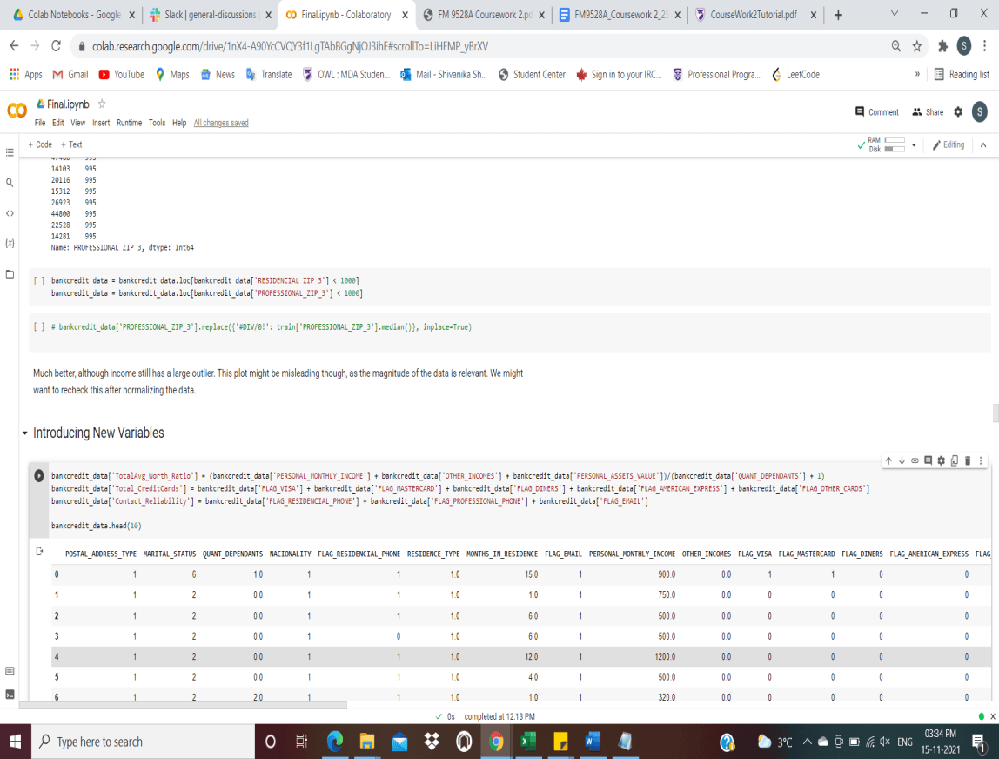 Colab Notebooks - Google
Slack | general-discussions
Final.ipynb - Colaboratory
FM 9528A Coursework 2.pd
FM9528A_Coursework 2_25
CourseWork2Tutorial.pdf
colab.research.google.com/drive/1nX4-A90YcCVQY3f1LgTAbBGgNjOJ3ihE#scrollTo=LiHFMP_yBrXV
S
Apps Gmail YouTube Maps News Translate OWL : MDA Studen... Mail - Shivanika Sh... Student Center Sign in to your IRC... Professional Progra... LeetCode » Reading list
Final.ipynb
Comment Share S
File Edit View Insert Runtime Tools Help All changes saved
+ Code + Text
RAM
Disk
Editing
14103 995
20116 995
15312 995
26923 995
44800 995
22528 995
14281 995
Name: PROFESSIONAL_ZIP_3, dtype: Int64
[ ] bankcredit_data = bankcredit_data.loc[bankcredit_data['RESIDENCIAL_ZIP_3'] < 1000]
bankcredit_data = bankcredit_data.loc[bankcredit_data['PROFESSIONAL_ZIP_3'] < 1000]
[ ] # bankcredit_data['PROFESSIONAL_ZIP_3'].replace({'#DIV/0!': train['PROFESSIONAL_ZIP_3'].median()}, inplace=True)
Much better, although income still has a large outlier. This plot might be misleading though, as the magnitude of the data is relevant. We might
want to recheck this after normalizing the data.
Introducing New Variables
bankcredit_data['TotalAvg_Worth_Ratio'] = (bankcredit_data['PERSONAL_MONTHLY_INCOME'] + bankcredit_data['OTHER_INCOMES'] + bankcredit_data['PERSONAL_ASSETS_VALUE'])/(bankcredit_data['QUANT_DEPENDANTS'] + 1)
bankcredit_data['Total_CreditCards'] = bankcredit_data['FLAG_VISA'] + bankcredit_data['FLAG_MASTERCARD'] + bankcredit_data['FLAG_DINERS'] + bankcredit_data['FLAG_AMERICAN_EXPRESS'] + bankcredit_data['FLAG_OTHER_CARDS']
bankcredit_data['Contact_Reliability'] = bankcredit_data['FLAG_RESIDENCIAL_PHONE'] + bankcredit_data['FLAG_PROFESSIONAL_PHONE'] + bankcredit_data['FLAG_EMAIL']
bankcredit_data.head(10)
POSTAL_ADDRESS_TYPE MARITAL_STATUS QUANT_DEPENDANTS NACIONALITY FLAG_RESIDENCIAL_PHONE RESIDENCE_TYPE MONTHS_IN_RESIDENCE FLAG_EMAIL PERSONAL_MONTHLY_INCOME OTHER_INCOMES FLAG_VISA FLAG_MASTERCARD FLAG_DINERS FLAG_AMERICAN_EXPRESS FLAG_
0 1 6 1.0 1 1 1.0 15.0 1 900.0 0.0 1 1 0 0
1 1 2 0.0 1 1 1.0 1.0 1 750.0 0.0 0 0 0 0
2 1 2 0.0 1 1 1.0 6.0 1 500.0 0.0 0 0 0 0
3 1 2 0.0 1 0 1.0 6.0 1 500.0 0.0 0 0 0 0
4 1 2 0.0 1 1 1.0 12.0 1 1200.0 0.0 0 0 0 0
5 1 2 0.0 1 1 1.0 4.0 1 500.0 0.0 0 0 0 0
6 1 2 2.0 1 1 1.0 1.0 1 320.0 0.0 0 0 0 0
0s completed at 12:13 PM
Type here to search
3°C
ENG
03:34 PM
15-11-2021
1